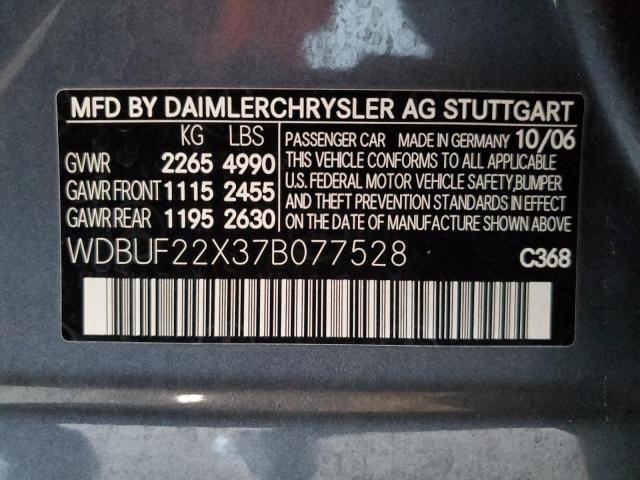 MFD BY DAIMLERCHRYSLER AG STUTTGART
KG LBS
GVWR 2265 4990
GAWR FRONT 1115 2455
GAWR REAR 1195 2630
PASSENGER CAR MADE IN GERMANY 10/06
THIS VEHICLE CONFORMS TO ALL APPLICABLE
U.S. FEDERAL MOTOR VEHICLE SAFETY,BUMPER
AND THEFT PREVENTION STANDARDS IN EFFECT
ON THE DATE OF MANUFACTURE SHOWN ABOVE
WDBUF22X37B077528 C368